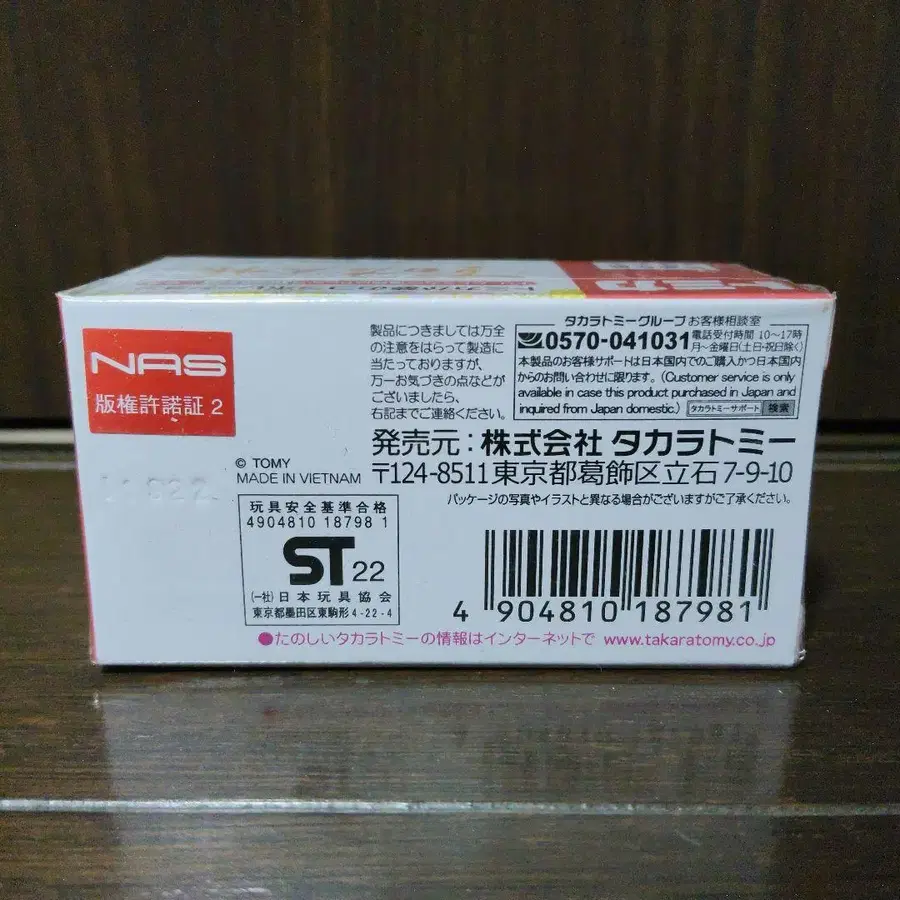 トミカ
NAS
版権許諾証 2
製品につきましては万全
の注意をはらって製造に
当たっておりますが、
万一お気づきの点などが
ございましたら、
右記までご連絡ください。
タカラトミーグループ お客様相談室
0570-041031 電話受付時間 10〜17時
月〜金曜日(土・日・祝日除く)
本製品のお客様サポートは日本国内でのご購入かつ日本国内
からのお問い合わせに限ります。(Customer service is only
available in case this product purchased in Japan and
inquired from Japan domestic.) タカラトミーサポート 検索
発売元:株式会社 タカラトミー
〒124-8511 東京都葛飾区立石 7-9-10
パッケージの写真やイラストと異なる場合がございますがご了承ください。
© TOMY
MADE IN VIETNAM
玩具安全基準合格
4904810 18798 1
ST 22
(一社)日本玩具協会
東京都墨田区東駒形4-22-4
4 904810 187981
●たのしいタカラトミーの情報はインターネットで www.takaratomy.co.jp